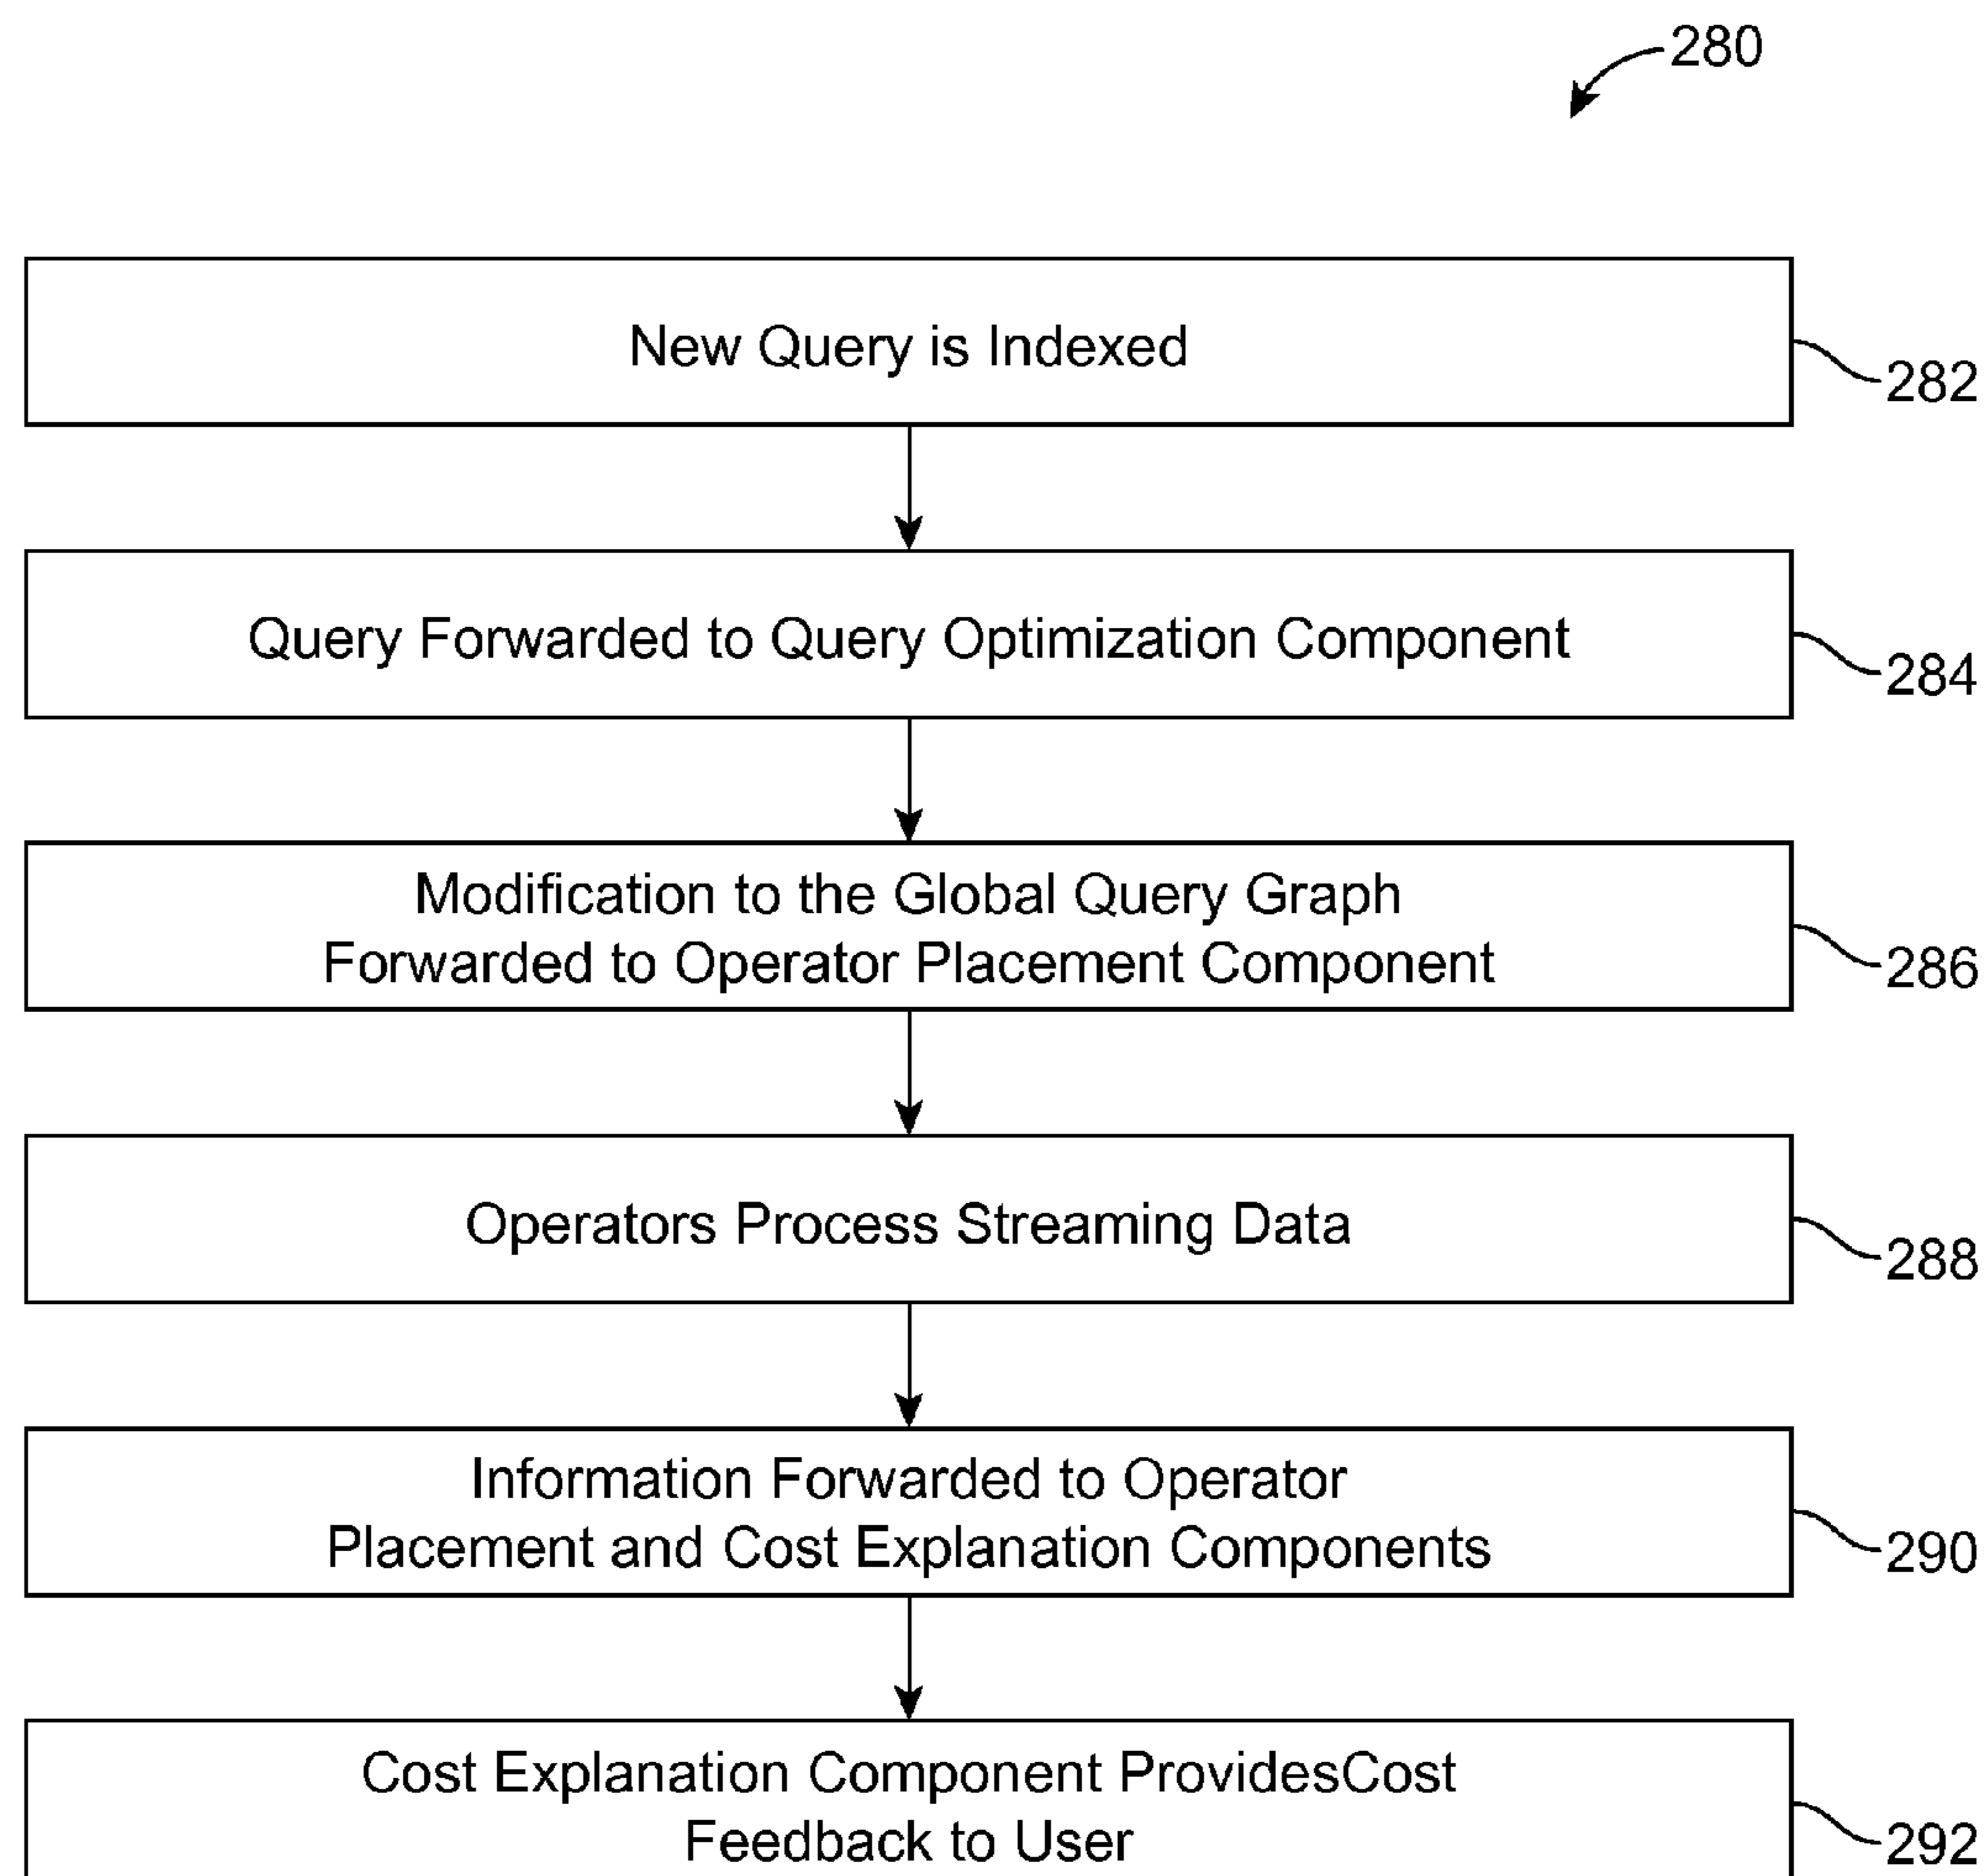 280
New Query is Indexed
282
Query Forwarded to Query Optimization Component
284
Modification to the Global Query Graph
Forwarded to Operator Placement Component
286
Operators Process Streaming Data
288
Information Forwarded to Operator
Placement and Cost Explanation Components
290
Cost Explanation Component ProvidesCost
Feedback to User
292